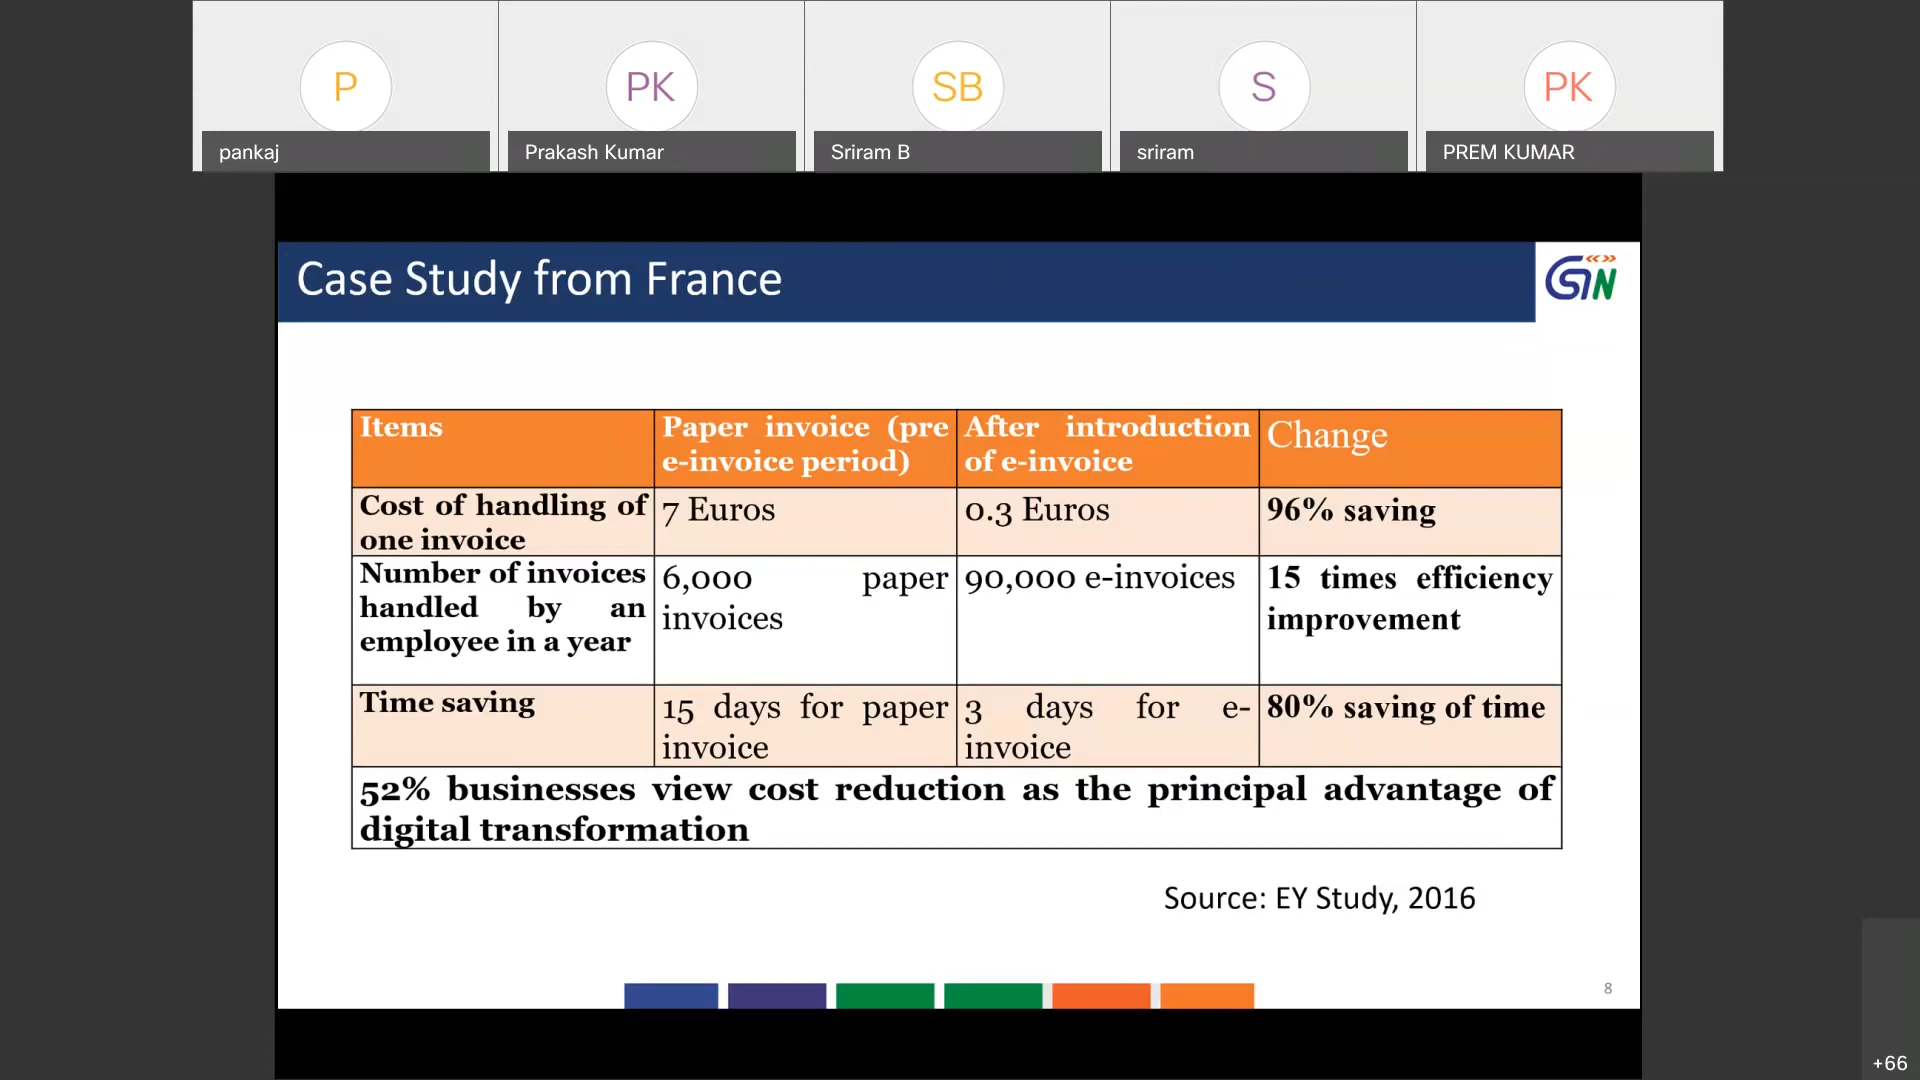 P
PK
SB
S
PK
pankaj
Prakash Kumar
Sriram B
sriram
PREM KUMAR
Case Study from France
GSTN
Items
Paper invoice (pre
e-invoice period)
After introduction
of e-invoice
Change
Cost of handling of
one invoice
7 Euros
0.3 Euros
96% saving
Number of invoices
handled by an
employee in a year
6,000 paper
invoices
90,000 e-invoices
15 times efficiency
improvement
Time saving
15 days for paper
invoice
3 days for e-
invoice
80% saving of time
52% businesses view cost reduction as the principal advantage of
digital transformation
Source: EY Study, 2016
8
+66